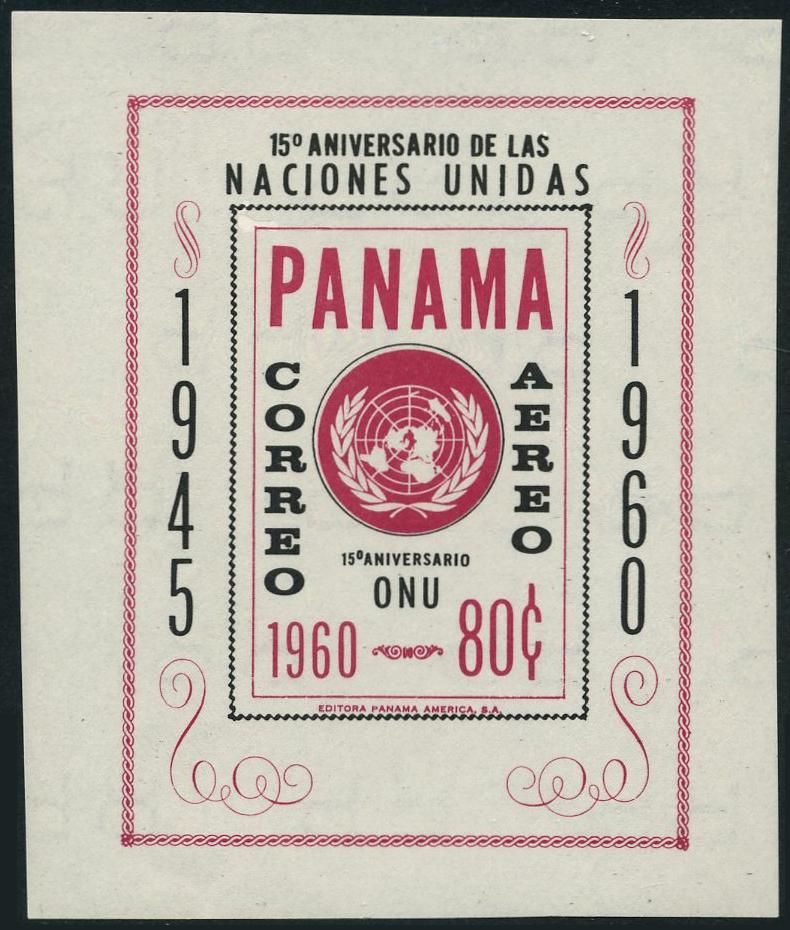 15º ANIVERSARIO DE LAS
NACIONES UNIDAS
1945
1960
PANAMA
CORREO
AEREO
15º ANIVERSARIO
ONU
1960
80¢
EDITORA PANAMA AMERICA, S.A.